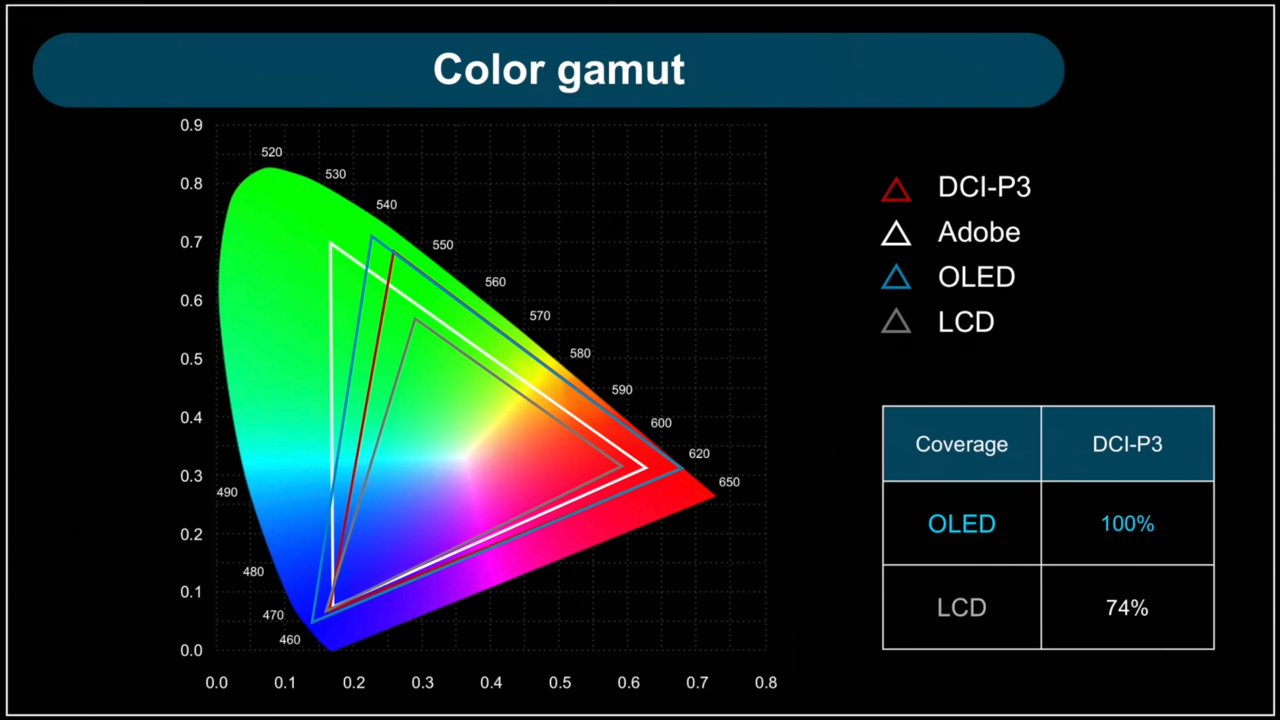 Color gamut
0.9
0.8
0.7
0.6
0.5
0.4
0.3
0.2
0.1
0.0
0.0 0.1 0.2 0.3 0.4 0.5 0.6 0.7 0.8
520
530
540
550
560
570
580
590
600
620
650
490
480
470
460
DCI-P3
Adobe
OLED
LCD
Coverage DCI-P3
OLED 100%
LCD 74%